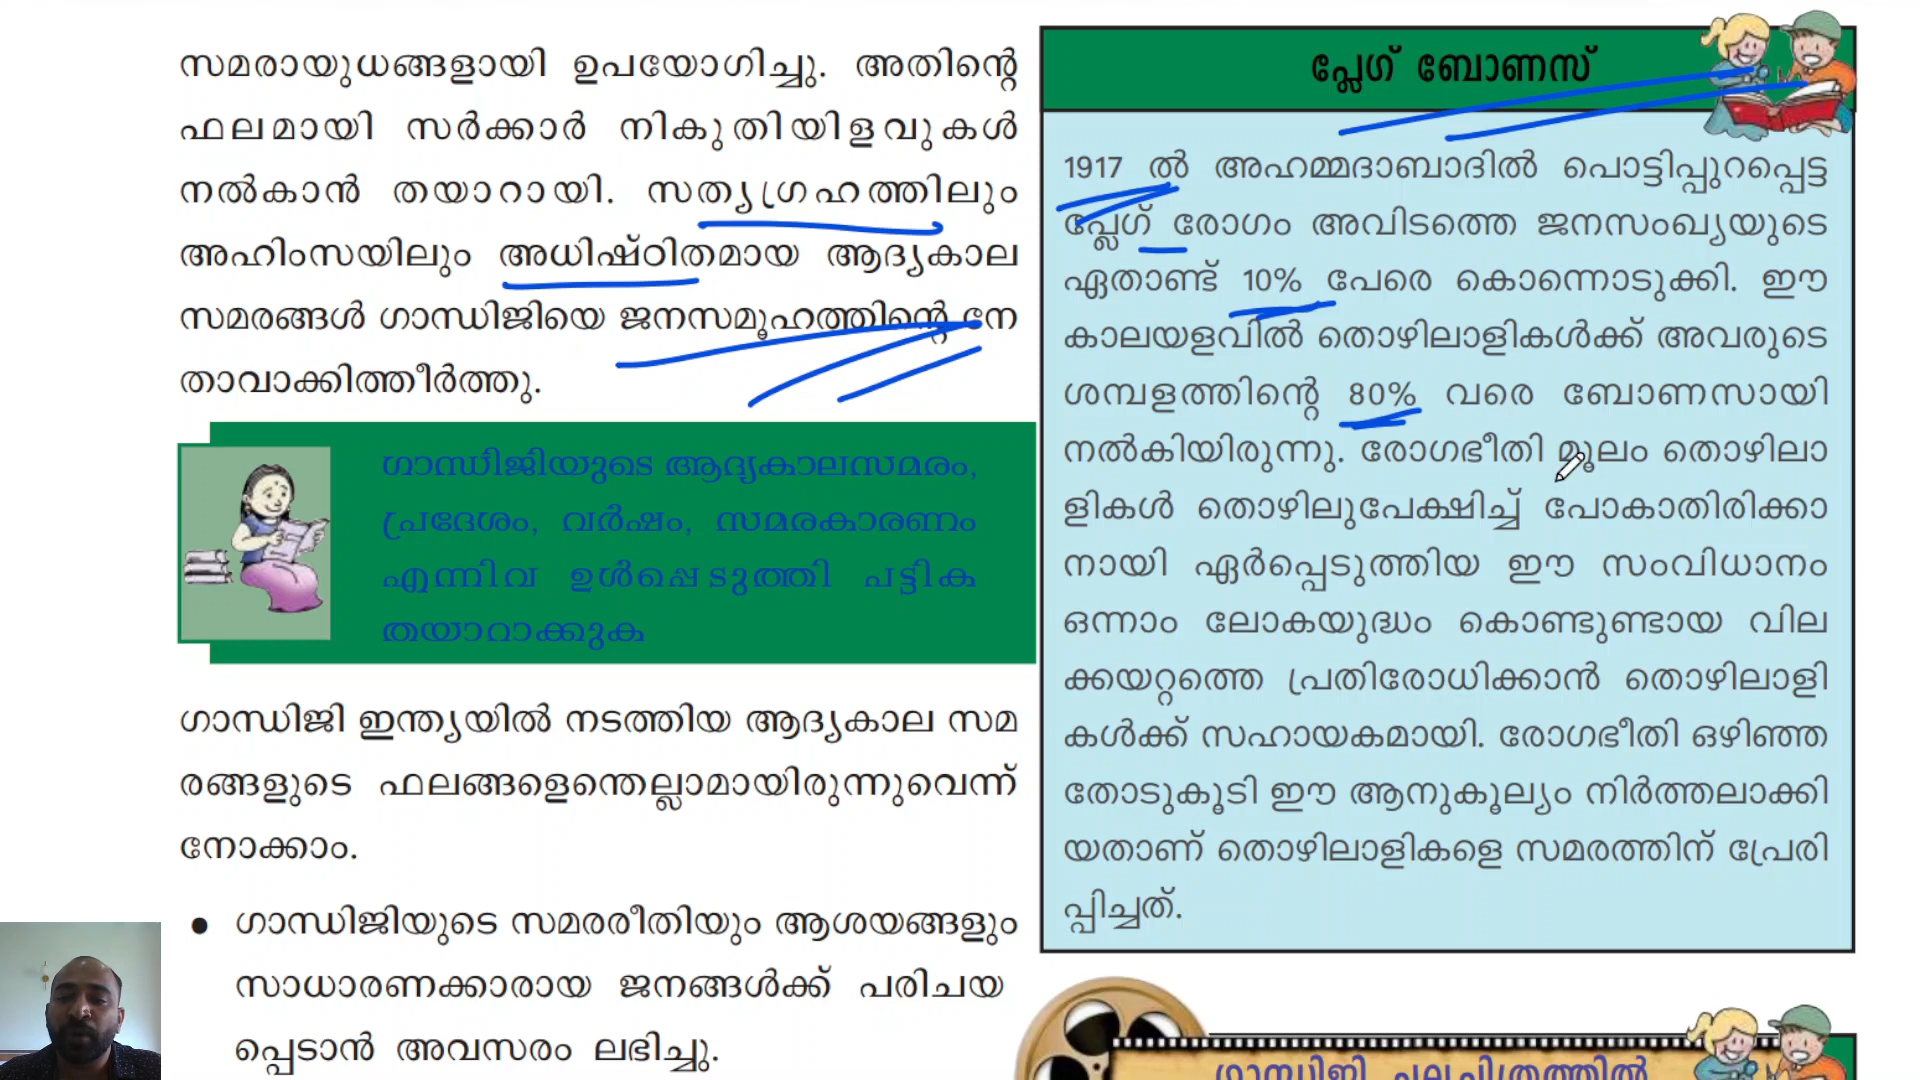 സമരായുധങ്ങളായി ഉപയോഗിച്ചു. അതിന്റെ
ഫലമായി സർക്കാർ നികുതിയിളവുകൾ
നൽകാൻ തയാറായി. സത്യഗ്രഹത്തിലും
അഹിംസയിലും അധിഷ്ഠിതമായ ആദ്യകാല
സമരങ്ങൾ ഗാന്ധിജിയെ ജനസമൂഹത്തിന്റെ നേ
താവാക്കിത്തീർത്തു.
ഗാന്ധിജിയുടെ ആദ്യകാലസമരം,
പ്രദേശം, വർഷം, സമരകാരണം
എന്നിവ ഉൾപ്പെടുത്തി പട്ടിക
തയാറാക്കുക
ഗാന്ധിജി ഇന്ത്യയിൽ നടത്തിയ ആദ്യകാല സമ
രങ്ങളുടെ ഫലങ്ങളെന്തെല്ലാമായിരുന്നുവെന്ന്
നോക്കാം.
• ഗാന്ധിജിയുടെ സമരരീതിയും ആശയങ്ങളും
സാധാരണക്കാരായ ജനങ്ങൾക്ക് പരിചയ
പ്പെടാൻ അവസരം ലഭിച്ചു.
പ്ലേഗ് ബോണസ്
1917 ൽ അഹമ്മദാബാദിൽ പൊട്ടിപ്പുറപ്പെട്ട
പ്ലേഗ് രോഗം അവിടത്തെ ജനസംഖ്യയുടെ
ഏതാണ്ട് 10% പേരെ കൊന്നൊടുക്കി. ഈ
കാലയളവിൽ തൊഴിലാളികൾക്ക് അവരുടെ
ശമ്പളത്തിന്റെ 80% വരെ ബോണസായി
നൽകിയിരുന്നു. രോഗഭീതി മൂലം തൊഴിലാ
ളികൾ തൊഴിലുപേക്ഷിച്ച് പോകാതിരിക്കാ
നായി ഏർപ്പെടുത്തിയ ഈ സംവിധാനം
ഒന്നാം ലോകയുദ്ധം കൊണ്ടുണ്ടായ വില
ക്കയറ്റത്തെ പ്രതിരോധിക്കാൻ തൊഴിലാളി
കൾക്ക് സഹായകമായി. രോഗഭീതി ഒഴിഞ്ഞ
തോടുകൂടി ഈ ആനുകൂല്യം നിർത്തലാക്കി
യതാണ് തൊഴിലാളികളെ സമരത്തിന് പ്രേരി
പ്പിച്ചത്.
ഗാന്ധിജി ചലച്ചിത്രത്തിൽ